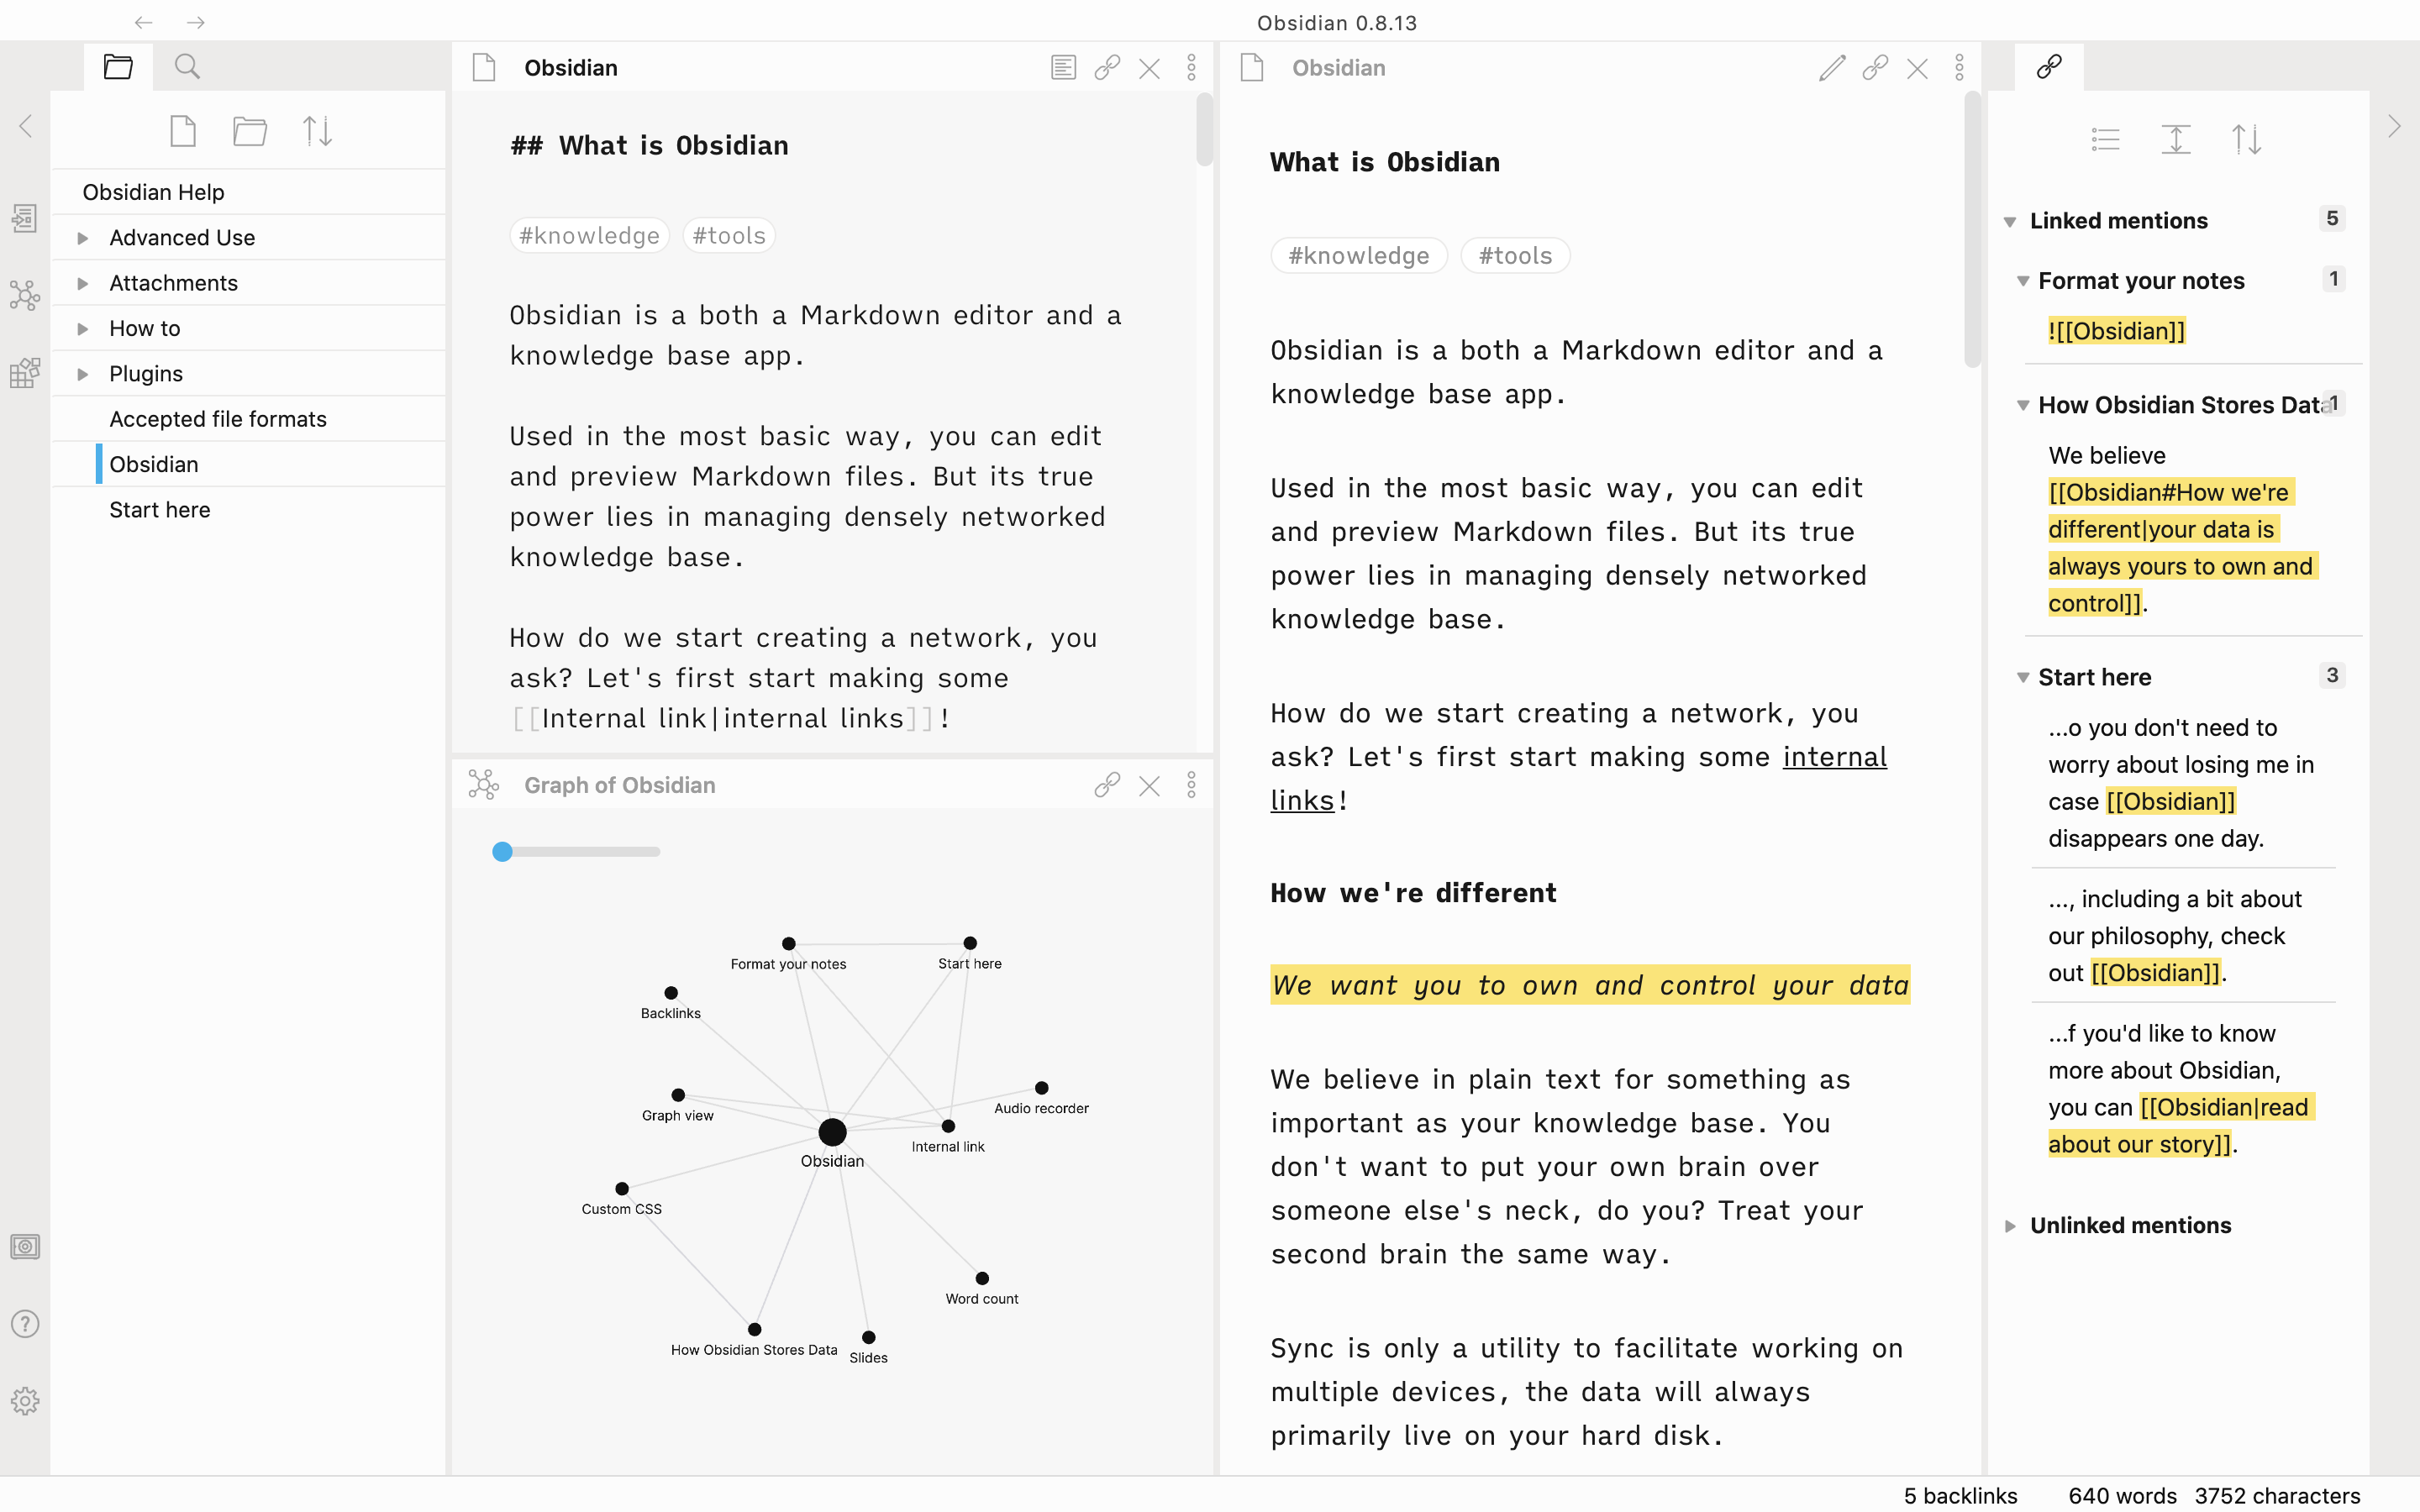 Obsidian 0.8.13
Obsidian Help
Advanced Use
Attachments
How to
Plugins
Accepted file formats
Obsidian
Start here
Obsidian
## What is Obsidian
#knowledge #tools
Obsidian is a both a Markdown editor and a
knowledge base app.
Used in the most basic way, you can edit
and preview Markdown files. But its true
power lies in managing densely networked
knowledge base.
How do we start creating a network, you
ask? Let's first start making some
[[Internal link|internal links]]!
Graph of Obsidian
Format your notes
Start here
Backlinks
Graph view
Audio recorder
Internal link
Obsidian
Custom CSS
Word count
How Obsidian Stores Data
Slides
Obsidian
What is Obsidian
#knowledge #tools
Obsidian is a both a Markdown editor and a
knowledge base app.
Used in the most basic way, you can edit
and preview Markdown files. But its true
power lies in managing densely networked
knowledge base.
How do we start creating a network, you
ask? Let's first start making some internal
links!
How we're different
We want you to own and control your data
We believe in plain text for something as
important as your knowledge base. You
don't want to put your own brain over
someone else's neck, do you? Treat your
second brain the same way.
Sync is only a utility to facilitate working on
multiple devices, the data will always
primarily live on your hard disk.
Linked mentions 5
Format your notes 1
![[Obsidian]]
How Obsidian Stores Data 1
We believe
[[Obsidian#How we're
different|your data is
always yours to own and
control]].
Start here 3
...o you don't need to
worry about losing me in
case [[Obsidian]]
disappears one day.
..., including a bit about
our philosophy, check
out [[Obsidian]].
...f you'd like to know
more about Obsidian,
you can [[Obsidian|read
about our story]].
Unlinked mentions
5 backlinks 640 words 3752 characters